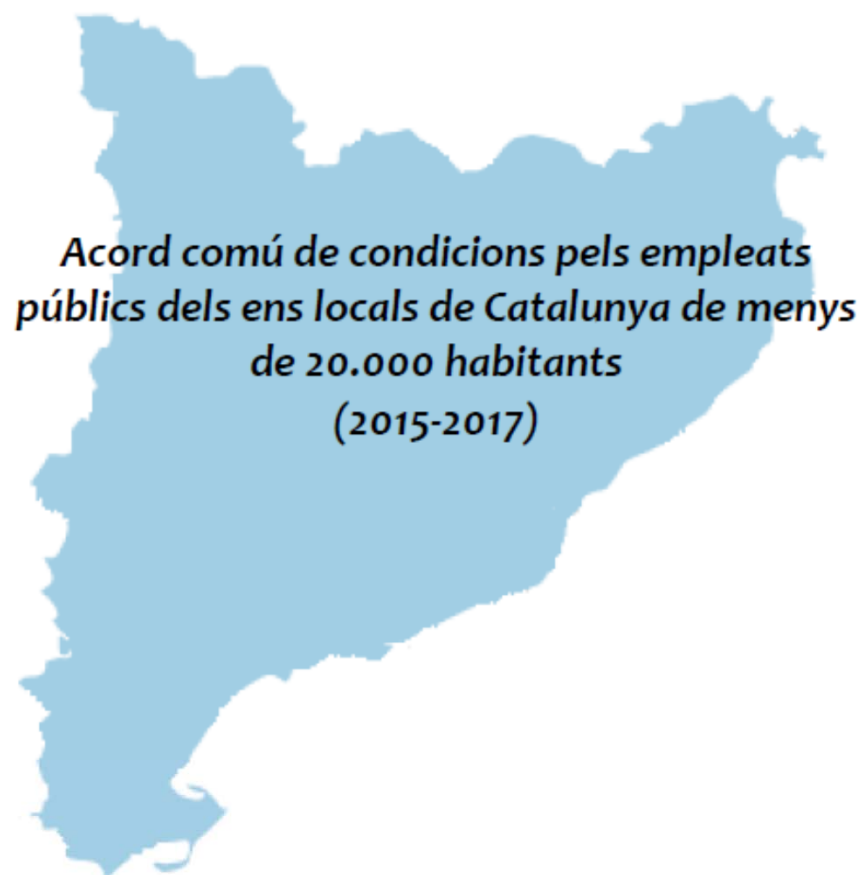 Acord comú de condicions pels empleats
públics dels ens locals de Catalunya de menys
de 20.000 habitants
(2015-2017)